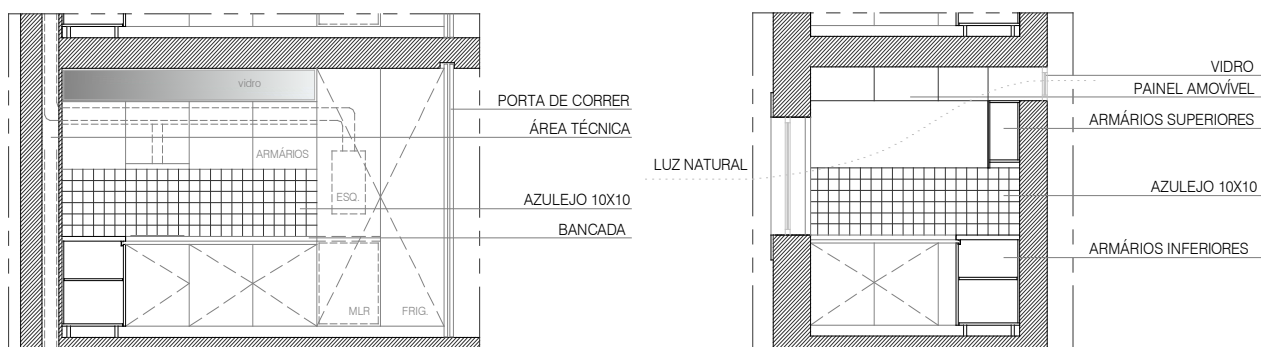 vidro
PORTA DE CORRER
ÁREA TÉCNICA
ARMÁRIOS
ESQ.
AZULEJO 10X10
BANCADA
MLR
FRIG.
VIDRO
PAINEL AMOVÍVEL
ARMÁRIOS SUPERIORES
LUZ NATURAL
AZULEJO 10X10
ARMÁRIOS INFERIORES